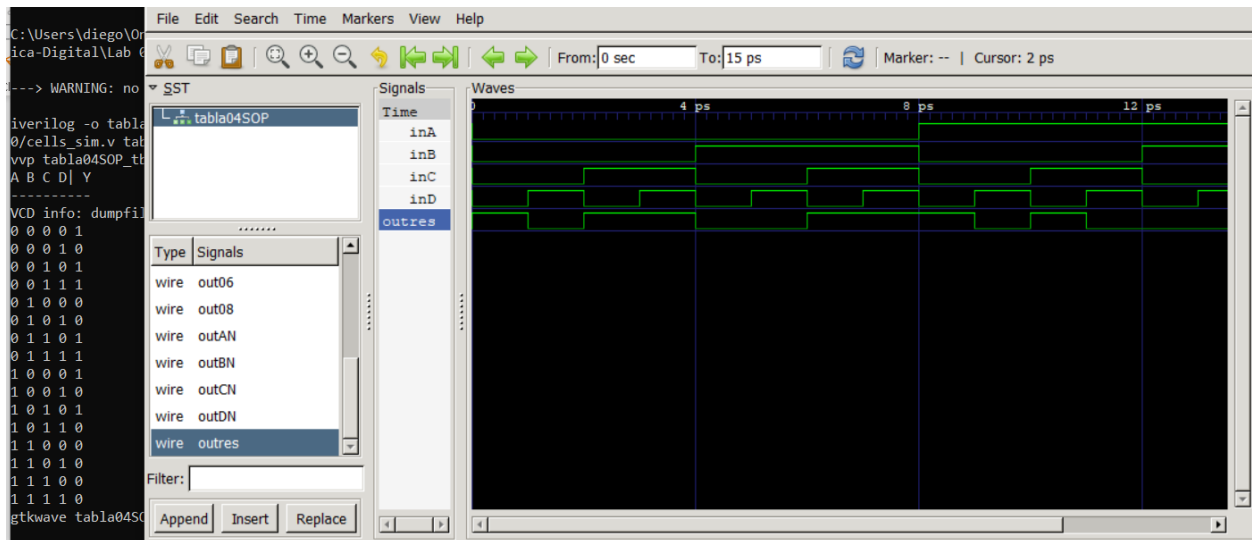 File Edit Search Time Markers View Help
From: 0 sec To: 15 ps Marker: -- | Cursor: 2 ps
C:\Users\diego\
ica-Digital\Lab
---> WARNING: no
iverilog -o tabla
0/cells_sim.v tab
vvp tabla04SOP_tb
A B C D| Y
----------
VCD info: dumpfil
0 0 0 0 1
0 0 0 1 0
0 0 1 0 1
0 0 1 1 1
0 1 0 0 0
0 1 0 1 0
0 1 1 0 1
0 1 1 1 1
1 0 0 0 1
1 0 0 1 0
1 0 1 0 1
1 0 1 1 0
1 1 0 0 0
1 1 0 1 0
1 1 1 0 0
1 1 1 1 0
gtkwave tabla04SO
SST
tabla04SOP
Type Signals
wire out06
wire out08
wire outAN
wire outBN
wire outCN
wire outDN
wire outres
Filter:
Append Insert Replace
Signals
Time
inA
inB
inC
inD
outres
Waves
0 4 ps 8 ps 12 ps